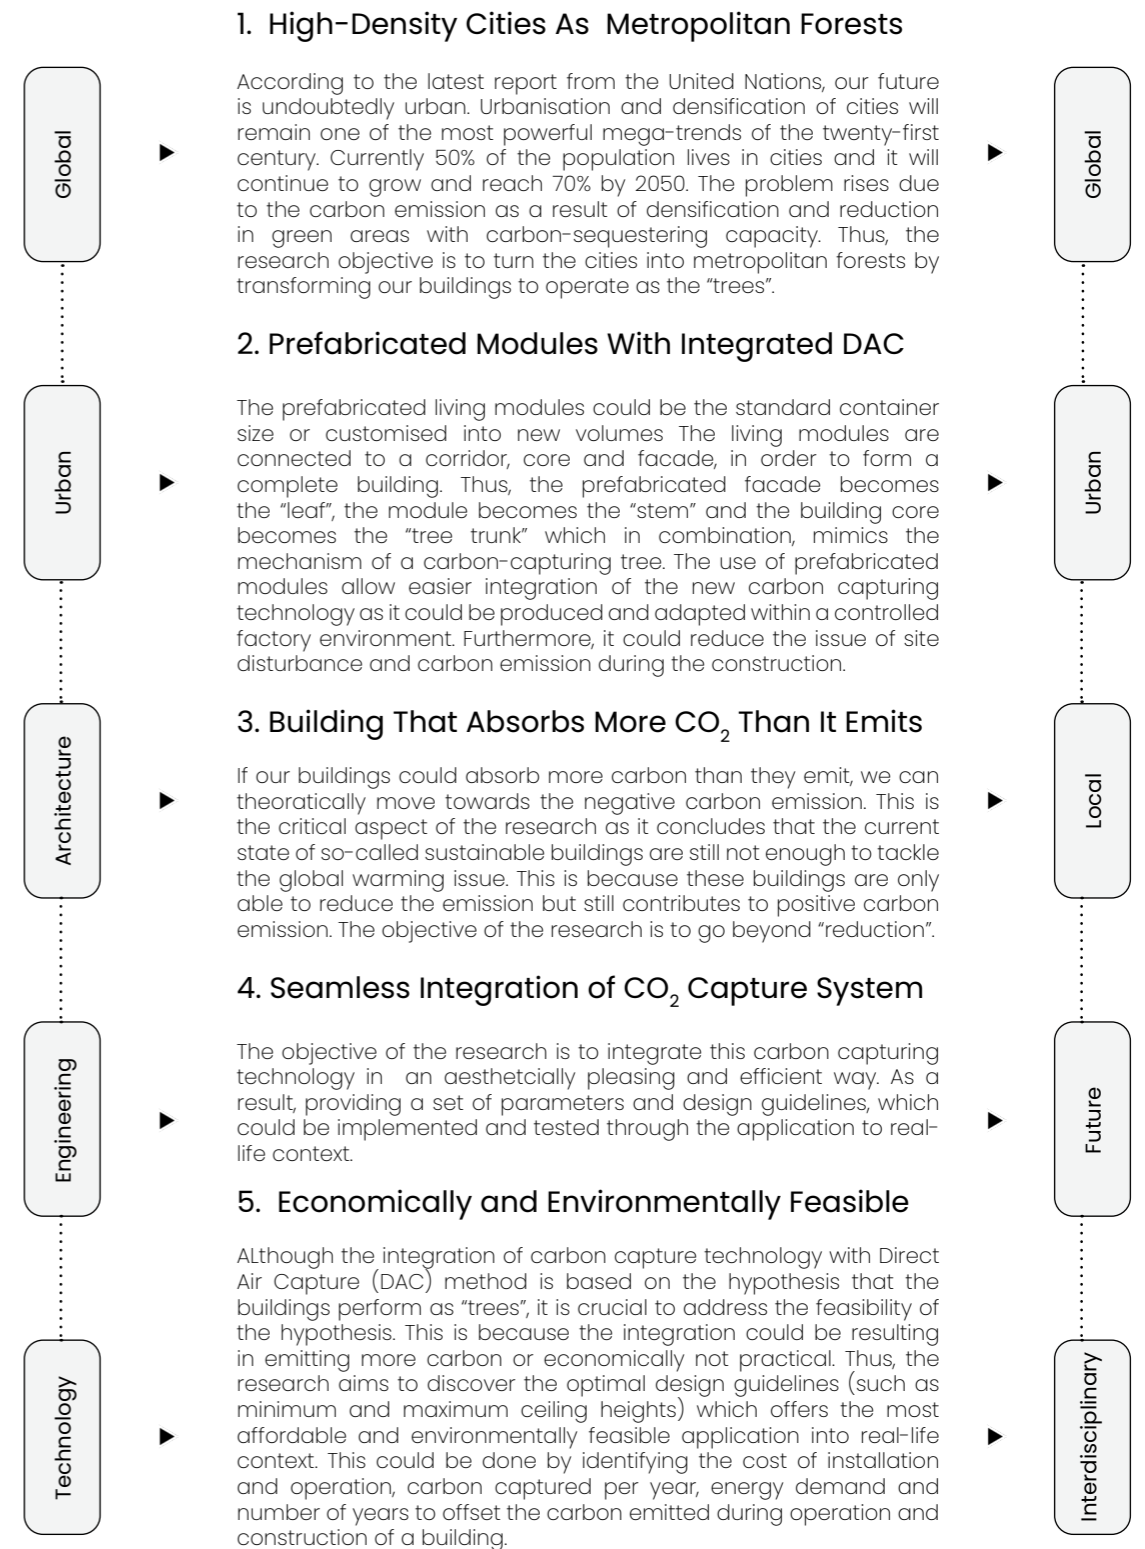 1. High-Density Cities As Metropolitan Forests
Global
According to the latest report from the United Nations, our future
is undoubtedly urban. Urbanisation and densification of cities will
remain one of the most powerful mega-trends of the twenty-first
century. Currently 50% of the population lives in cities and it will
continue to grow and reach 70% by 2050. The problem rises due
to the carbon emission as a result of densification and reduction
in green areas with carbon-sequestering capacity. Thus, the
research objective is to turn the cities into metropolitan forests by
transforming our buildings to operate as the “trees”.
Global
2. Prefabricated Modules With Integrated DAC
Urban
The prefabricated living modules could be the standard container
size or customised into new volumes The living modules are
connected to a corridor, core and facade, in order to form a
complete building. Thus, the prefabricated facade becomes
the “leaf”, the module becomes the “stem” and the building core
becomes the “tree trunk” which in combination, mimics the
mechanism of a carbon-capturing tree. The use of prefabricated
modules allow easier integration of the new carbon capturing
technology as it could be produced and adapted within a controlled
factory environment. Furthermore, it could reduce the issue of site
disturbance and carbon emission during the construction.
Urban
3. Building That Absorbs More CO₂ Than It Emits
Architecture
If our buildings could absorb more carbon than they emit, we can
theoratically move towards the negative carbon emission. This is
the critical aspect of the research as it concludes that the current
state of so-called sustainable buildings are still not enough to tackle
the global warming issue. This is because these buildings are only
able to reduce the emission but still contributes to positive carbon
emission. The objective of the research is to go beyond “reduction”.
Local
4. Seamless Integration of CO₂ Capture System
Engineering
The objective of the research is to integrate this carbon capturing
technology in an aesthetcially pleasing and efficient way. As a
result, providing a set of parameters and design guidelines, which
could be implemented and tested through the application to real-
life context.
Future
5. Economically and Environmentally Feasible
Technology
ALthough the integration of carbon capture technology with Direct
Air Capture (DAC) method is based on the hypothesis that the
buildings perform as “trees”, it is crucial to address the feasibility of
the hypothesis. This is because the integration could be resulting
in emitting more carbon or economically not practical. Thus, the
research aims to discover the optimal design guidelines (such as
minimum and maximum ceiling heights) which offers the most
affordable and environmentally feasible application into real-life
context. This could be done by identifying the cost of installation
and operation, carbon captured per year, energy demand and
number of years to offset the carbon emitted during operation and
construction of a building.
Interdisciplinary